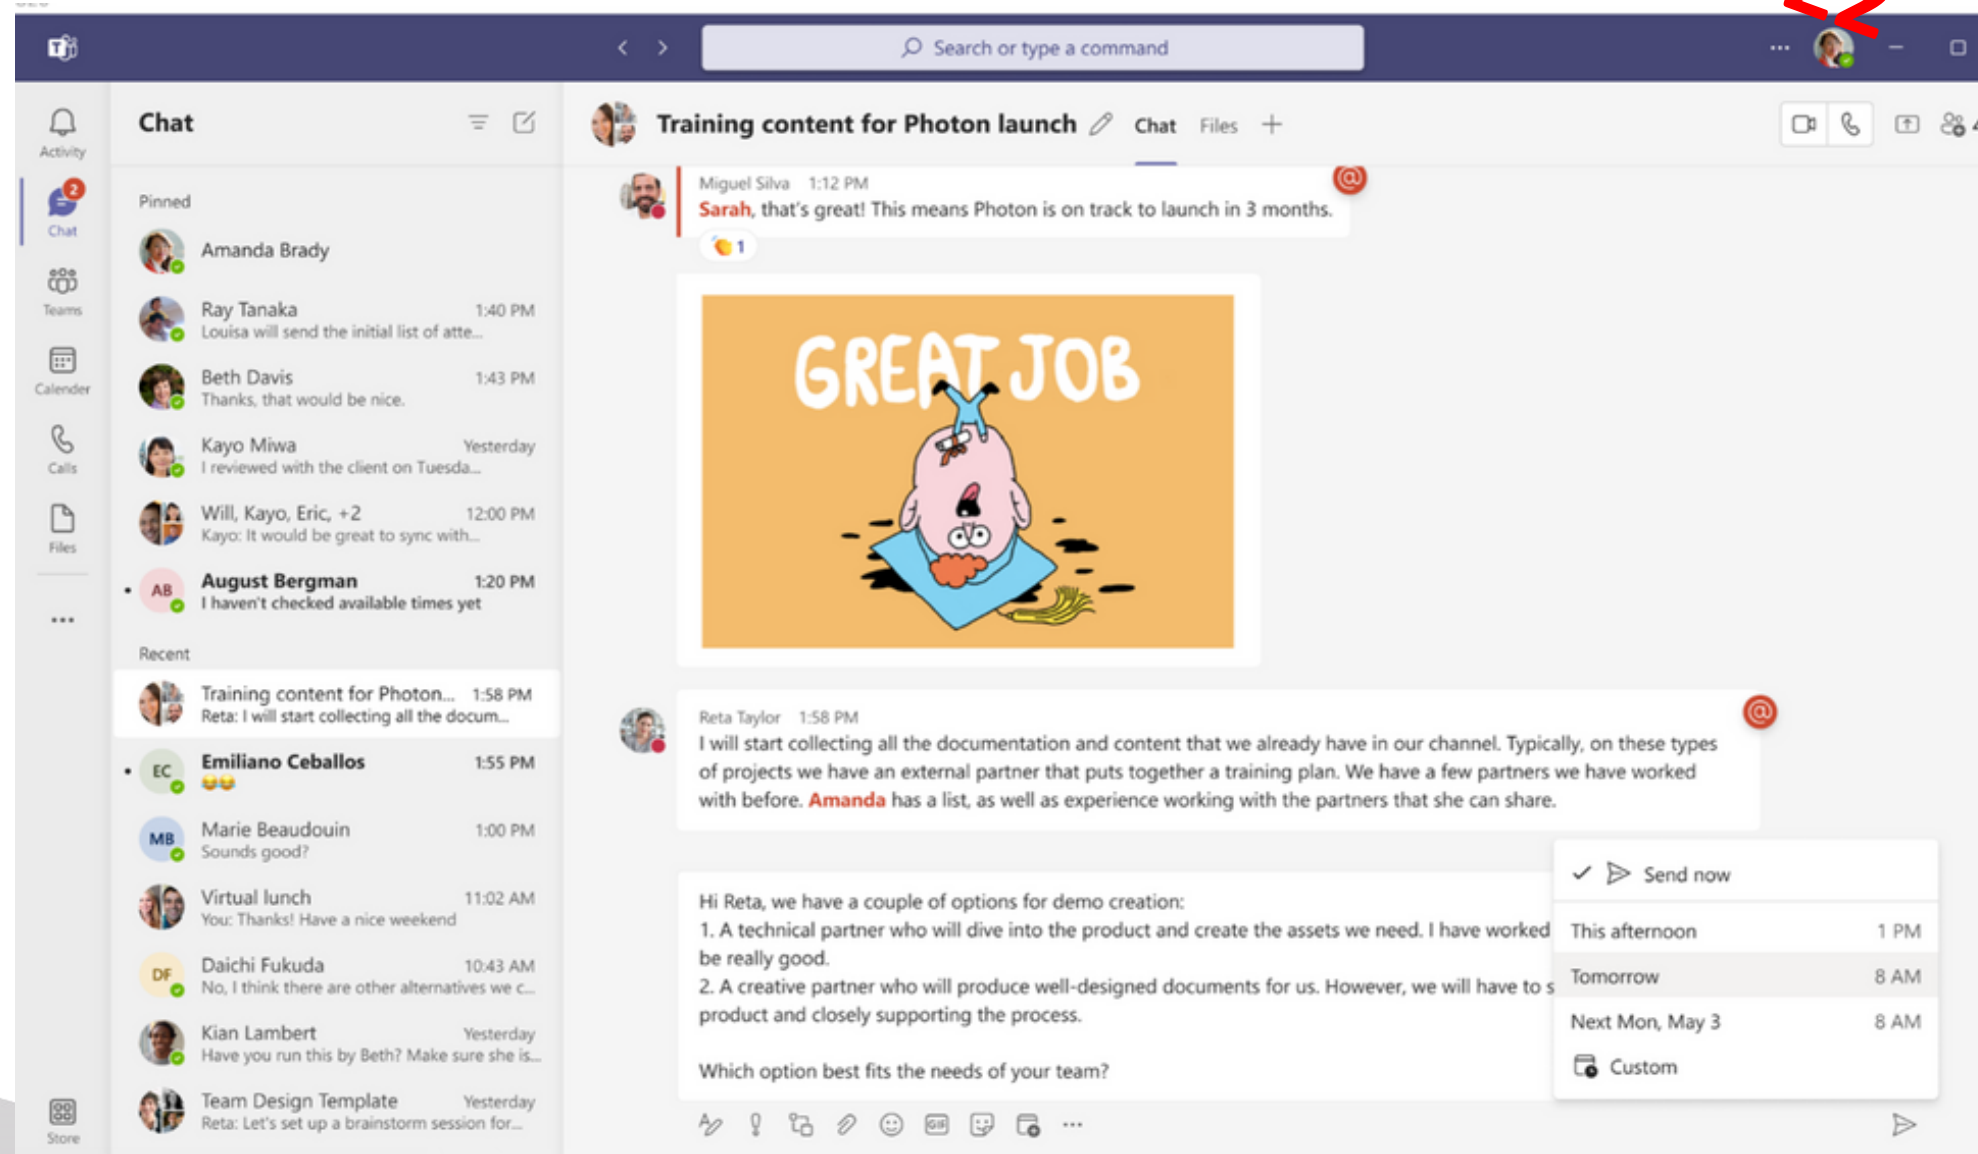 Search or type a command
Activity
2
Chat
Teams
Calender
Calls
Files
Store
Chat
Pinned
Amanda Brady
Ray Tanaka 1:40 PM
Louisa will send the initial list of atte...
Beth Davis 1:43 PM
Thanks, that would be nice.
Kayo Miwa Yesterday
I reviewed with the client on Tuesda...
Will, Kayo, Eric, +2 12:00 PM
Kayo: It would be great to sync with...
AB August Bergman 1:20 PM
I haven't checked available times yet
Recent
Training content for Photon... 1:58 PM
Reta: I will start collecting all the docum...
EC Emiliano Ceballos 1:55 PM
😂😂
MB Marie Beaudouin 1:00 PM
Sounds good?
Virtual lunch 11:02 AM
You: Thanks! Have a nice weekend
DF Daichi Fukuda 10:43 AM
No, I think there are other alternatives we c...
Kian Lambert Yesterday
Have you run this by Beth? Make sure she is...
Team Design Template Yesterday
Reta: Let's set up a brainstorm session for...
Training content for Photon launch Chat Files
Miguel Silva 1:12 PM
Sarah, that's great! This means Photon is on track to launch in 3 months.
1
GREAT JOB
Reta Taylor 1:58 PM
I will start collecting all the documentation and content that we already have in our channel. Typically, on these types
of projects we have an external partner that puts together a training plan. We have a few partners we have worked
with before. Amanda has a list, as well as experience working with the partners that she can share.
Hi Reta, we have a couple of options for demo creation:
1. A technical partner who will dive into the product and create the assets we need. I have worked
be really good.
2. A creative partner who will produce well-designed documents for us. However, we will have to s
product and closely supporting the process.
Which option best fits the needs of your team?
GIF
Send now
This afternoon 1 PM
Tomorrow 8 AM
Next Mon, May 3 8 AM
Custom